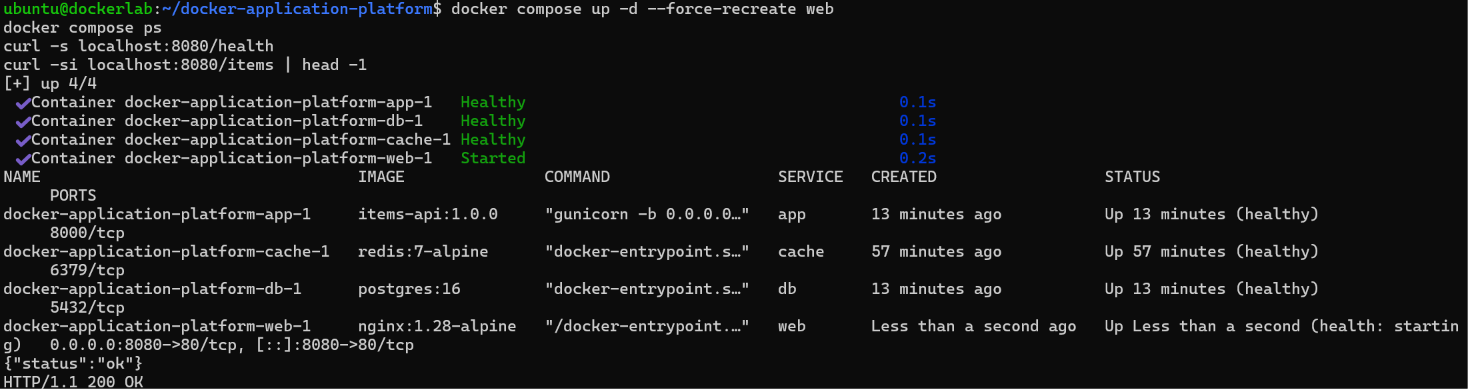 ubuntu@dockerlab:~/docker-application-platform$ docker compose up -d --force-recreate web
docker compose ps
curl -s localhost:8080/health
curl -si localhost:8080/items | head -1
[+] up 4/4
✔Container docker-application-platform-app-1 Healthy 0.1s
✔Container docker-application-platform-db-1 Healthy 0.1s
✔Container docker-application-platform-cache-1 Healthy 0.1s
✔Container docker-application-platform-web-1 Started 0.2s
NAME IMAGE COMMAND SERVICE CREATED STATUS
PORTS
docker-application-platform-app-1 items-api:1.0.0 "gunicorn -b 0.0.0.0…" app 13 minutes ago Up 13 minutes (healthy)
8000/tcp
docker-application-platform-cache-1 redis:7-alpine "docker-entrypoint.s…" cache 57 minutes ago Up 57 minutes (healthy)
6379/tcp
docker-application-platform-db-1 postgres:16 "docker-entrypoint.s…" db 13 minutes ago Up 13 minutes (healthy)
5432/tcp
docker-application-platform-web-1 nginx:1.28-alpine "/docker-entrypoint.…" web Less than a second ago Up Less than a second (health: startin
g) 0.0.0.0:8080->80/tcp, [::]:8080->80/tcp
{"status":"ok"}
HTTP/1.1 200 OK